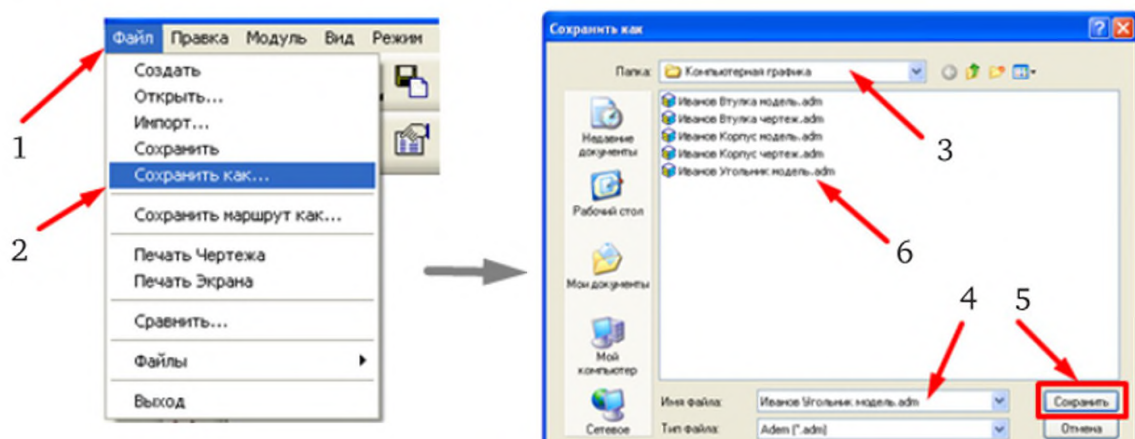 Файл Правка Модуль Вид Режим
Создать
Открыть...
Импорт...
Сохранить
Сохранить как...
Сохранить маршрут как...
Печать Чертежа
Печать Экрана
Сравнить...
Файлы
Выход
1
2
Сохранить как
Папка: Компьютерная графика
Недавние документы
Рабочий стол
Мои документы
Мой компьютер
Сетевое
Иванов Втулка модель.adm
Иванов Втулка чертеж.adm
Иванов Корпус модель.adm
Иванов Корпус чертеж.adm
Иванов Угольник модель.adm
3
6
4
5
Имя файла: Иванов Угольник модель.adm Сохранить
Тип файла: Adem (*.adm) Отмена